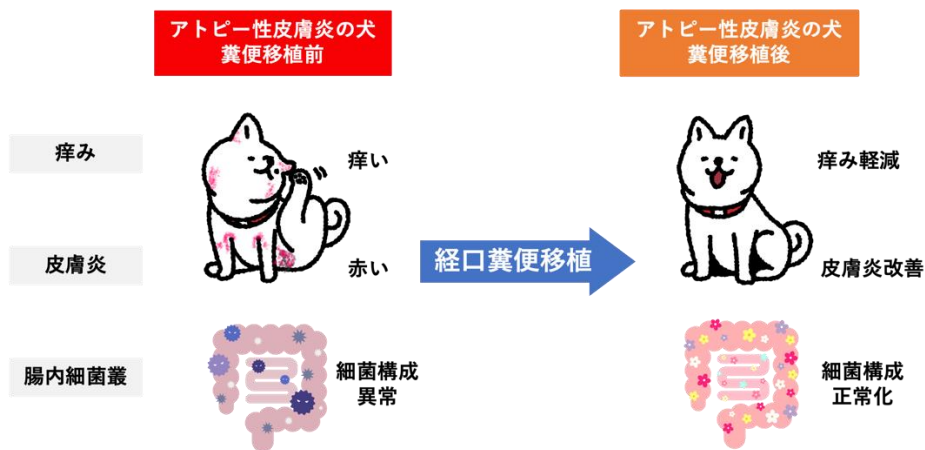 アトピー性皮膚炎の犬
糞便移植前
アトピー性皮膚炎の犬
糞便移植後
痒み
痒い
痒み軽減
皮膚炎
赤い
経口糞便移植
皮膚炎改善
腸内細菌叢
細菌構成
異常
細菌構成
正常化